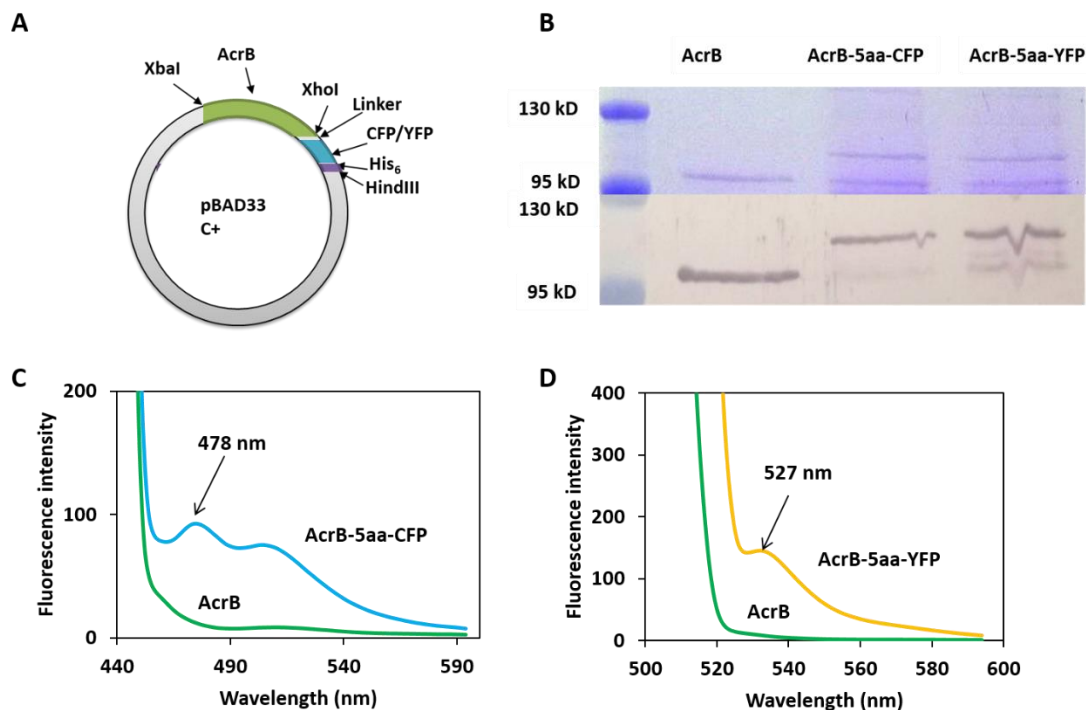 A
AcrB
XbaI
XhoI
Linker
CFP/YFP
His6
HindIII
pBAD33
C+
B
AcrB
AcrB-5aa-CFP
AcrB-5aa-YFP
130 kD
95 kD
130 kD
95 kD
C
Fluorescence intensity
200
100
0
478 nm
AcrB-5aa-CFP
AcrB
440
490
540
590
Wavelength (nm)
D
Fluorescence intensity
400
300
200
100
0
527 nm
AcrB-5aa-YFP
AcrB
500
520
540
560
580
600
Wavelength (nm)